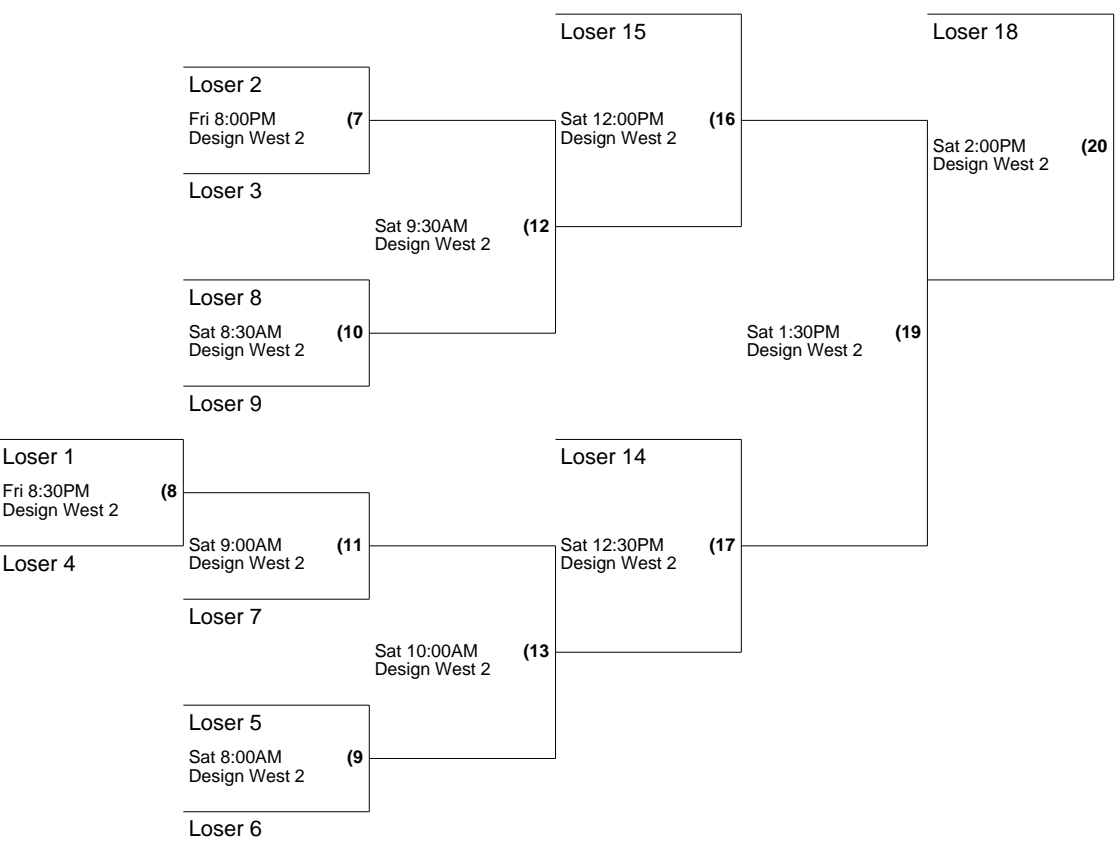 Loser 15
Loser 18
Loser 2
Fri 8:00PM (7
Design West 2
Sat 12:00PM (16
Design West 2
Sat 2:00PM (20
Design West 2
Loser 3
Sat 9:30AM (12
Design West 2
Loser 8
Sat 8:30AM (10
Design West 2
Sat 1:30PM (19
Design West 2
Loser 9
Loser 1
Loser 14
Fri 8:30PM (8
Design West 2
Sat 9:00AM (11
Design West 2
Sat 12:30PM (17
Design West 2
Loser 4
Loser 7
Sat 10:00AM (13
Design West 2
Loser 5
Sat 8:00AM (9
Design West 2
Loser 6